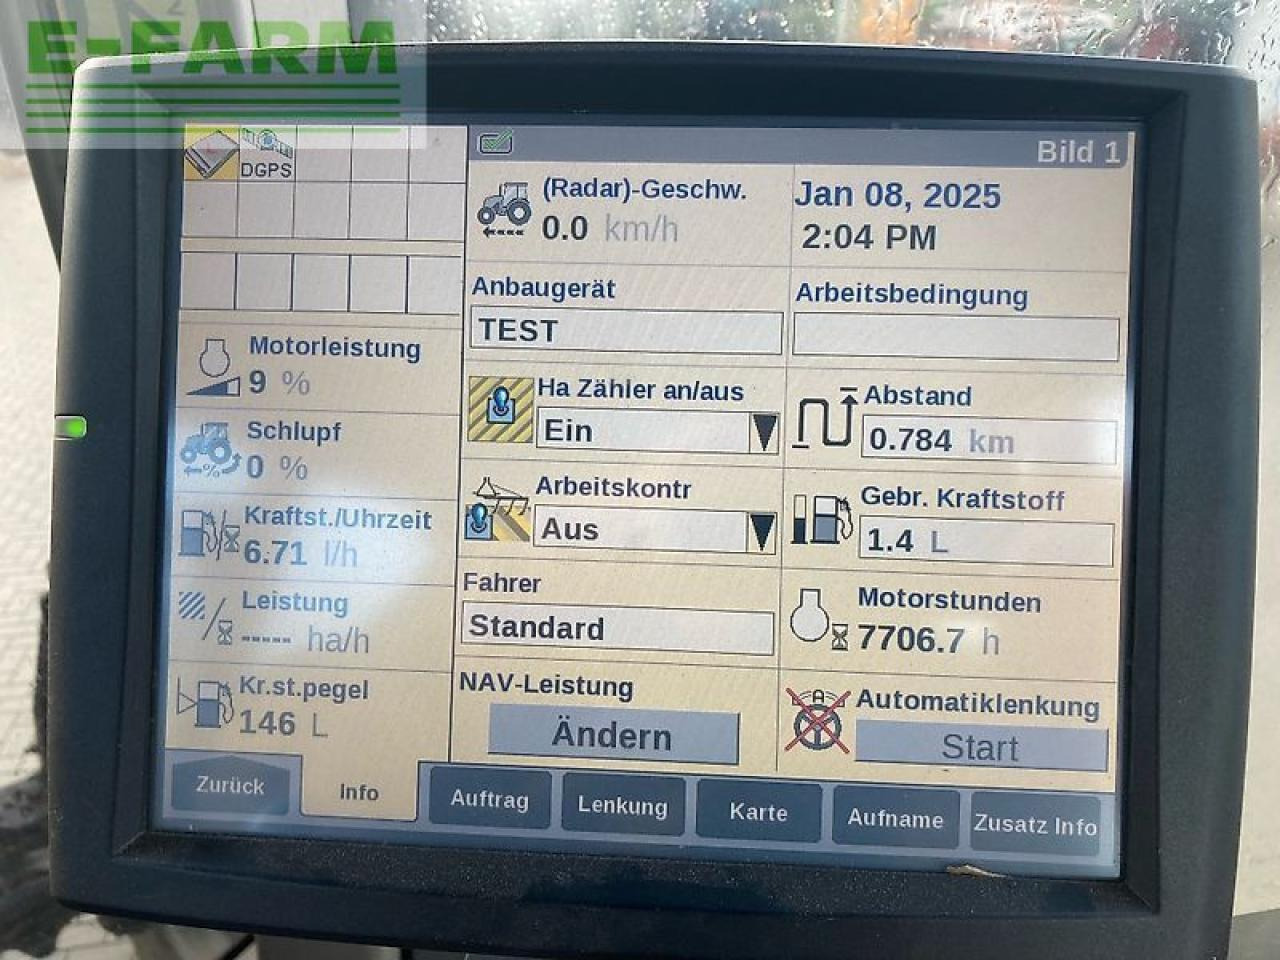 E-FARM
DGPS
Bild 1
(Radar)-Geschw.
0.0 km/h
Jan 08, 2025
2:04 PM
Anbaugerät
TEST
Arbeitsbedingung
Motorleistung
9 %
Ha Zähler an/aus
Ein
Abstand
0.784 km
Schlupf
0 %
Arbeitskontr
Aus
Gebr. Kraftstoff
1.4 L
Kraftst./Uhrzeit
6.71 l/h
Fahrer
Standard
Motorstunden
7706.7 h
Leistung
----- ha/h
NAV-Leistung
Ändern
Automatiklenkung
Start
Kr.st.pegel
146 L
Zurück
Info
Auftrag
Lenkung
Karte
Aufname
Zusatz Info